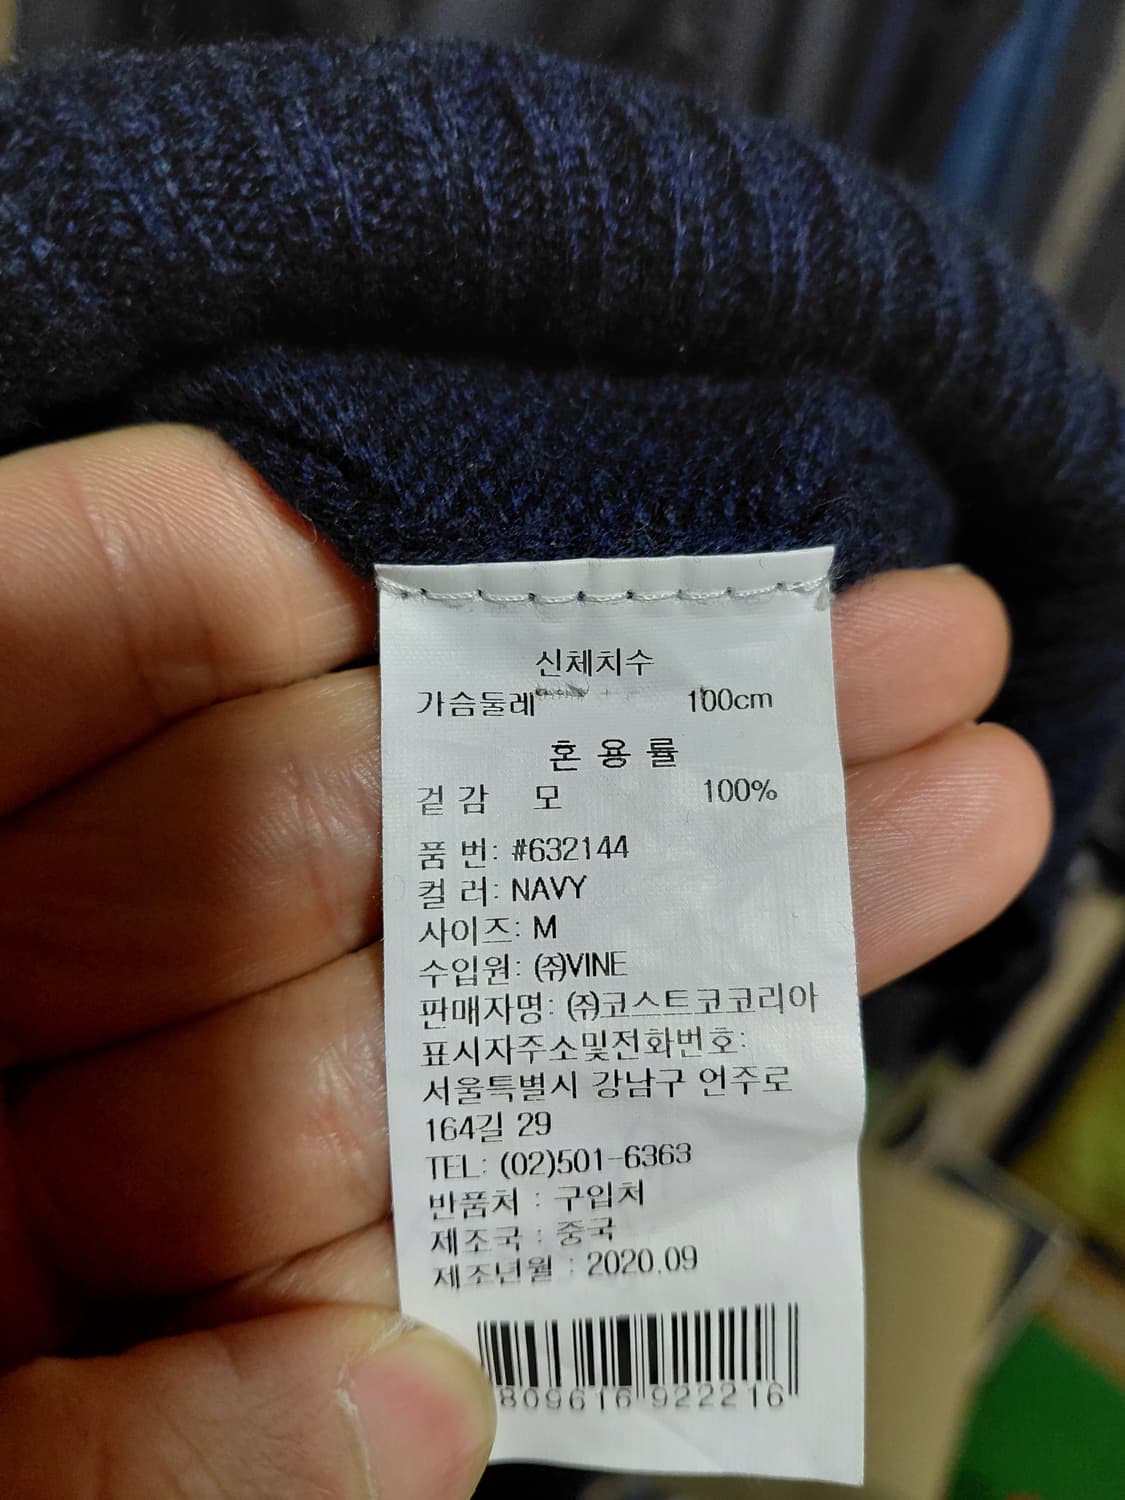 신체치수
가슴둘레 100cm
혼용률
겉감 모 100%
품 번: #632144
컬 러: NAVY
사이즈: M
수입원: ㈜VINE
판매자명: ㈜코스트코코리아
표시자주소및전화번호:
서울특별시 강남구 언주로
164길 29
TEL: (02)501-6363
반품처 : 구입처
제조국 : 중국
제조년월 : 2020.09
809616 922216